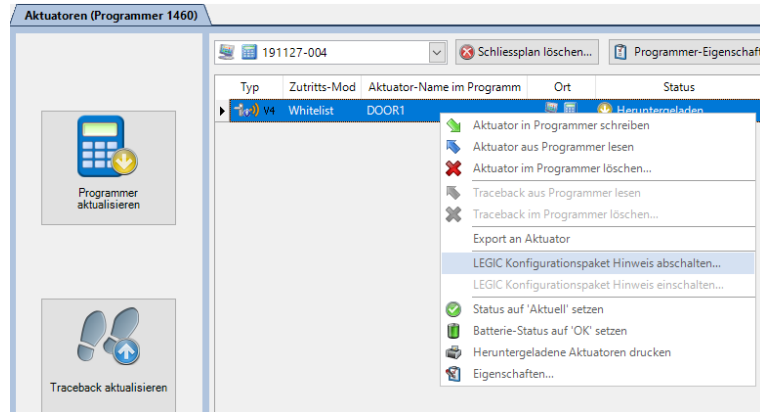 Aktuatoren (Programmer 1460)
191127-004
Schliessplan löschen...
Programmer-Eigenschaft
Typ Zutritts-Mod Aktuator-Name im Programm Ort Status
V4 Whitelist DOOR1 Heruntergeladen
Aktuator in Programmer schreiben
Aktuator aus Programmer lesen
Aktuator im Programmer löschen...
Traceback aus Programmer lesen
Traceback im Programmer löschen...
Export an Aktuator
LEGIC Konfigurationspaket Hinweis abschalten...
LEGIC Konfigurationspaket Hinweis einschalten...
Status auf 'Aktuell' setzen
Batterie-Status auf 'OK' setzen
Heruntergeladene Aktuatoren drucken
Eigenschaften...
Programmer
aktualisieren
Traceback aktualisieren